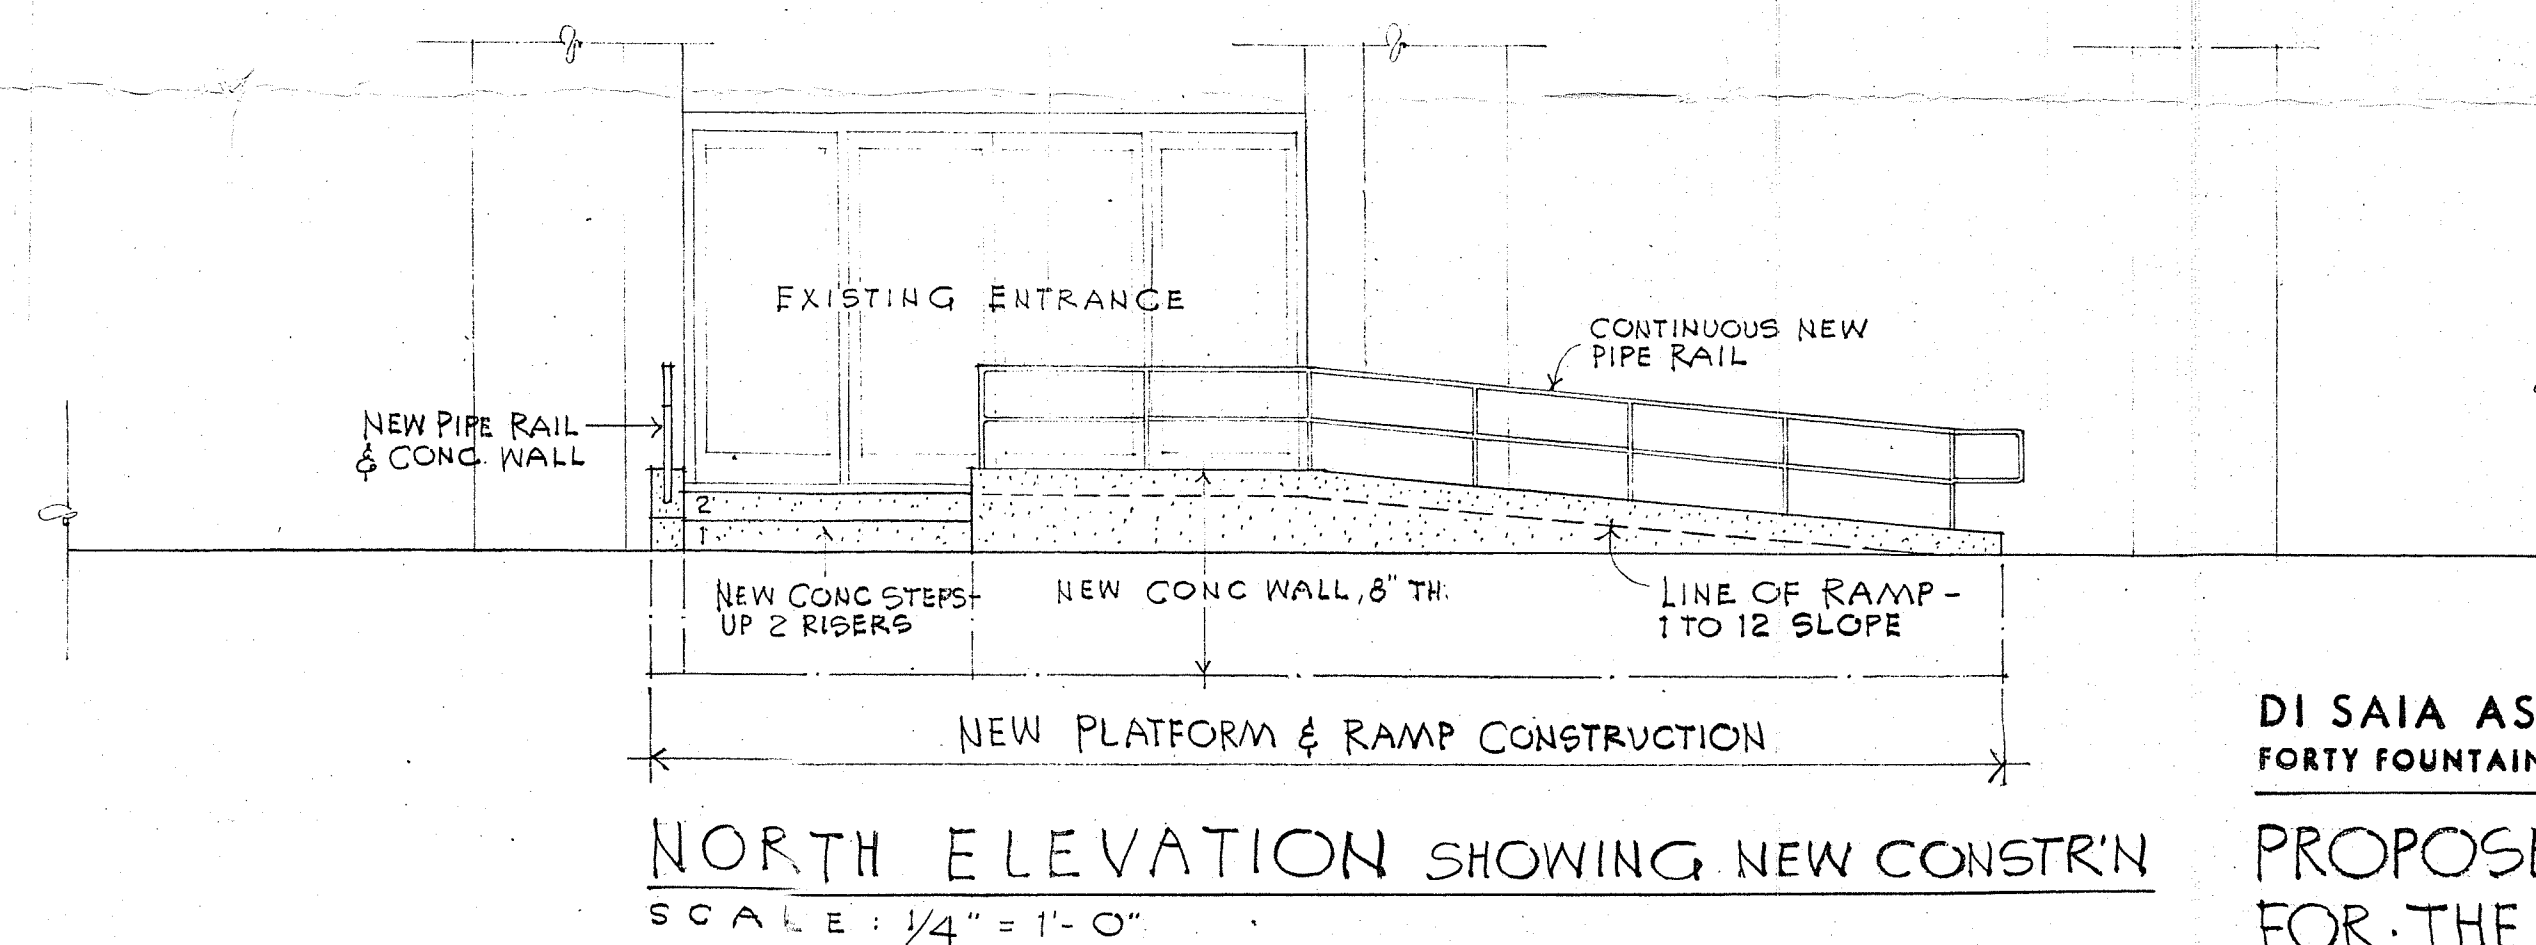 EXISTING ENTRANCE
CONTINUOUS NEW
PIPE RAIL
NEW PIPE RAIL
& CONC. WALL
2
1
NEW CONC STEPS-
UP 2 RISERS
NEW CONC WALL, 8" TH.
LINE OF RAMP -
1 TO 12 SLOPE
NEW PLATFORM & RAMP CONSTRUCTION
NORTH ELEVATION SHOWING NEW CONSTR'N
SCALE: 1/4" = 1'- 0"
DI SAIA AS
FORTY FOUNTAIN
PROPOSE
FOR · THE